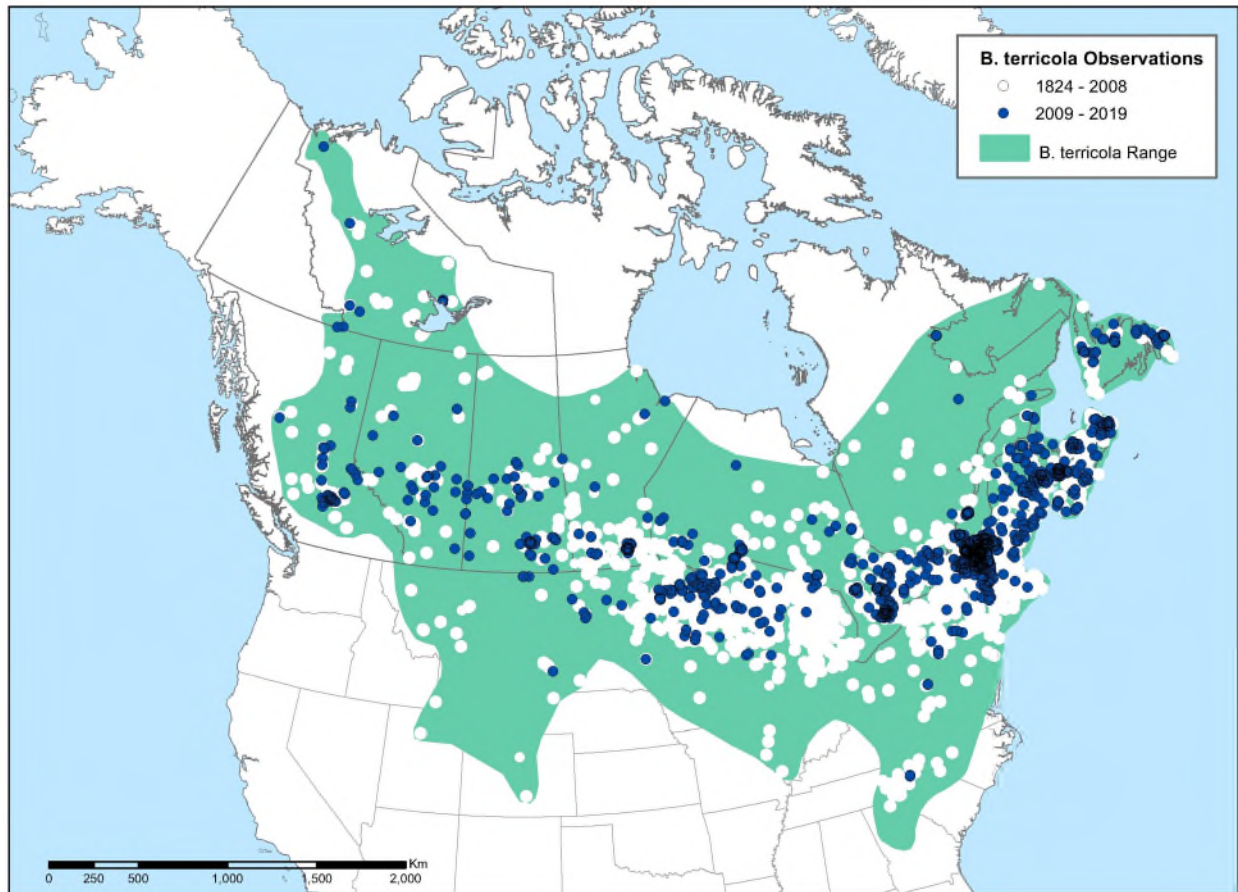 B. terricola Observations
1824 - 2008
2009 - 2019
B. terricola Range
Km
0 250 500 1,000 1,500 2,000